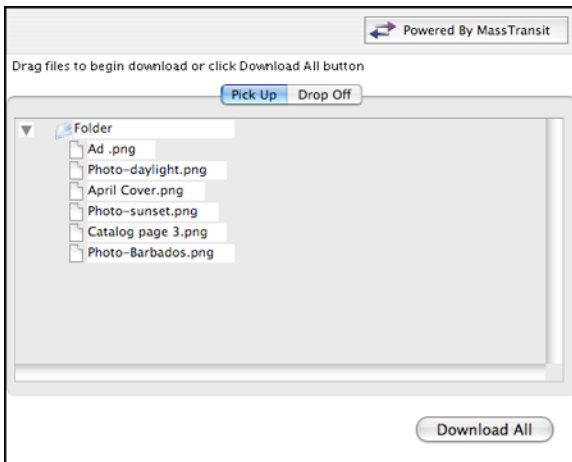 Powered By MassTransit
Drag files to begin download or click Download All button
Pick Up Drop Off
Folder
Ad .png
Photo-daylight.png
April Cover.png
Photo-sunset.png
Catalog page 3.png
Photo-Barbados.png
Download All